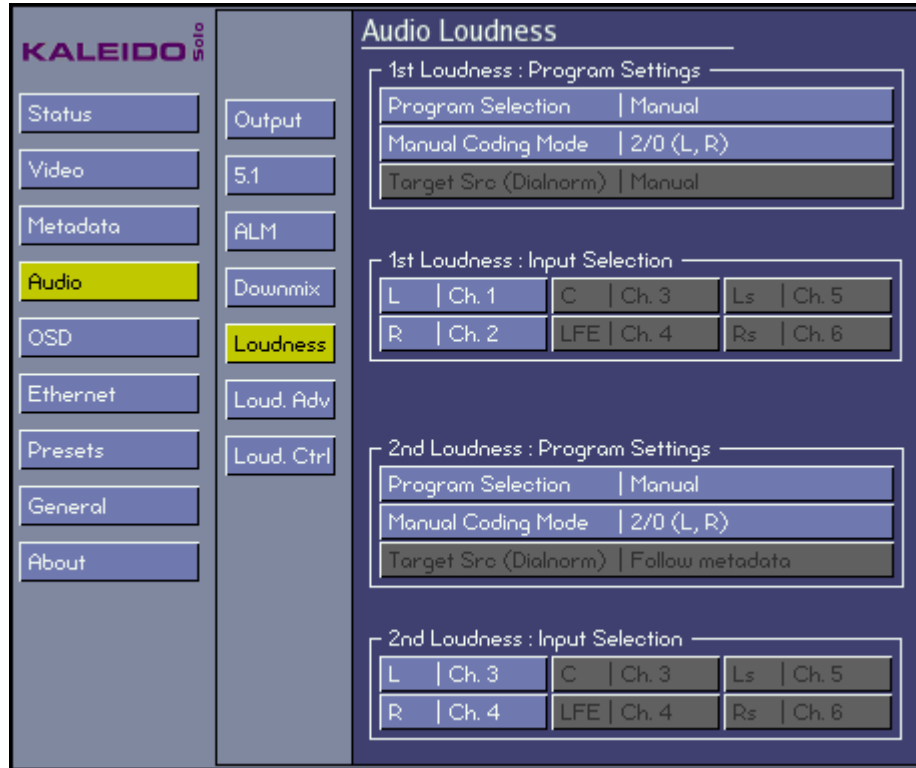 KALEIDO Solo
Status
Video
Metadata
Audio
OSD
Ethernet
Presets
General
About
Output
5.1
ALM
Downmix
Loudness
Loud. Adv
Loud. Ctrl
Audio Loudness
1st Loudness : Program Settings
Program Selection | Manual
Manual Coding Mode | 2/0 (L, R)
Target Src (Dialnorm) | Manual
1st Loudness : Input Selection
L | Ch. 1 C | Ch. 3 Ls | Ch. 5
R | Ch. 2 LFE | Ch. 4 Rs | Ch. 6
2nd Loudness : Program Settings
Program Selection | Manual
Manual Coding Mode | 2/0 (L, R)
Target Src (Dialnorm) | Follow metadata
2nd Loudness : Input Selection
L | Ch. 3 C | Ch. 3 Ls | Ch. 5
R | Ch. 4 LFE | Ch. 4 Rs | Ch. 6